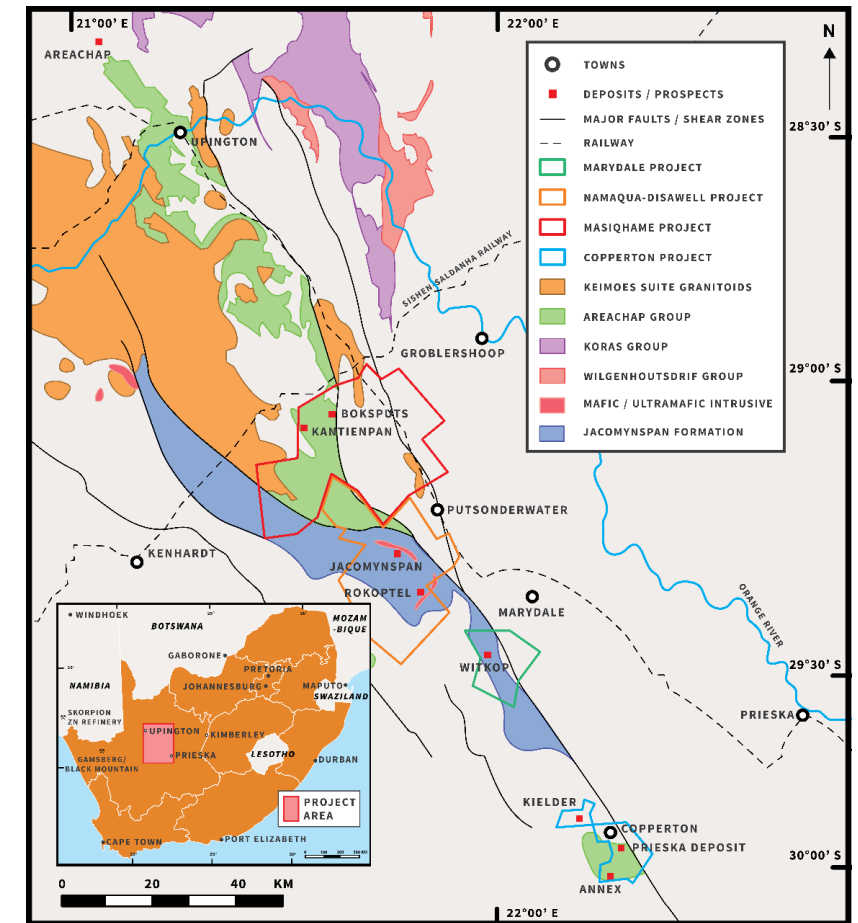 21°00' E
22°00' E
AREACHAP
N
TOWNS
DEPOSITS / PROSPECTS
MAJOR FAULTS / SHEAR ZONES
RAILWAY
MARYDALE PROJECT
NAMAQUA-DISAWELL PROJECT
MASIQHAME PROJECT
COPPERTON PROJECT
KEIMOES SUITE GRANITOIDS
AREACHAP GROUP
KORAS GROUP
WILGENHOUTSDRIF GROUP
MAFIC / ULTRAMAFIC INTRUSIVE
JACOMYNSPAN FORMATION
28°30' S
UPINGTON
SISHEN-SALDANHA RAILWAY
GROBLERSHOOP
29°00' S
BOKSPUTS
KANTIENPAN
PUTSONDERWATER
KENHARDT
JACOMYNSPAN
ROKOPTEL
MARYDALE
ORANGE RIVER
WITKOP
29°30' S
PRIESKA
KIELDER
COPPERTON
PRIESKA DEPOSIT
ANNEX
30°00' S
WINDHOEK
BOTSWANA
MOZAM
-BIQUE
GABORONE
PRETORIA
NAMIBIA
JOHANNESBURG
MAPUTO
SWAZILAND
SKORPION
ZN REFINERY
UPINGTON
KIMBERLEY
GAMSBERG/
BLACK MOUNTAIN
PRIESKA
LESOTHO
DURBAN
PROJECT
AREA
CAPE TOWN
PORT ELIZABETH
0 20 40 KM
22°00' E